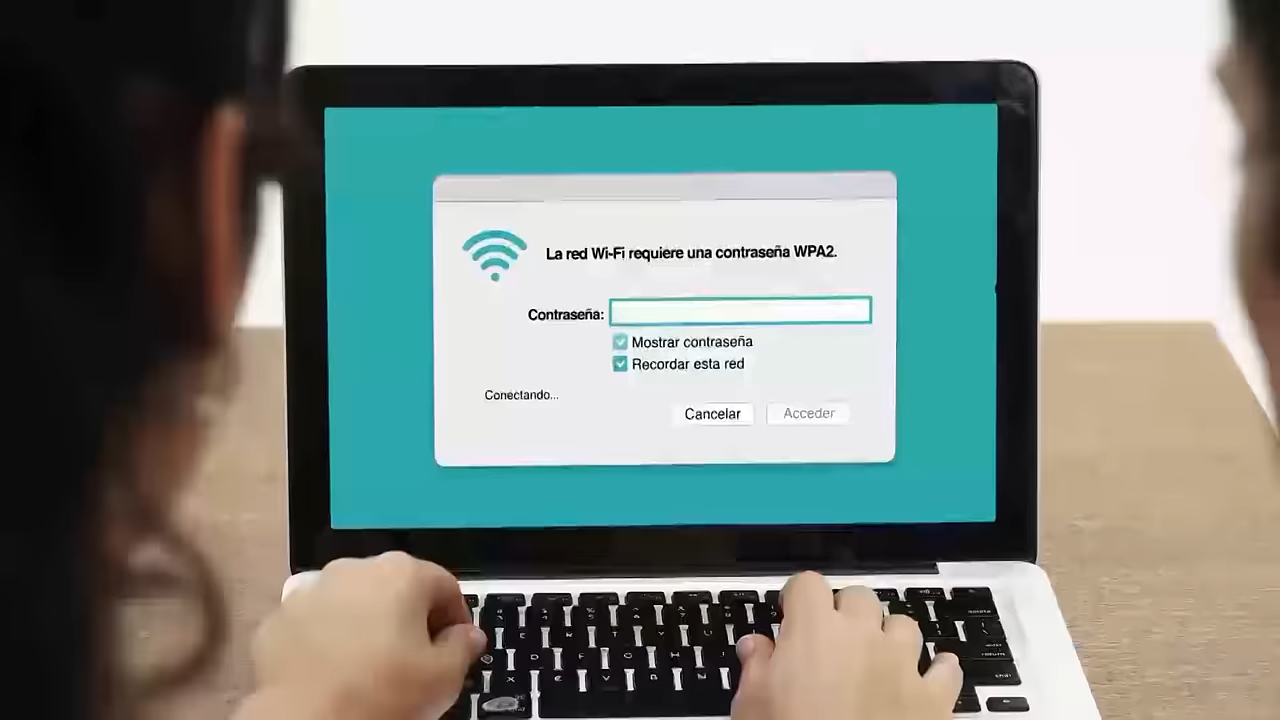 La red Wi-Fi requiere una contraseña WPA2.
Contraseña:
Mostrar contraseña
Recordar esta red
Conectando...
Cancelar
Acceder